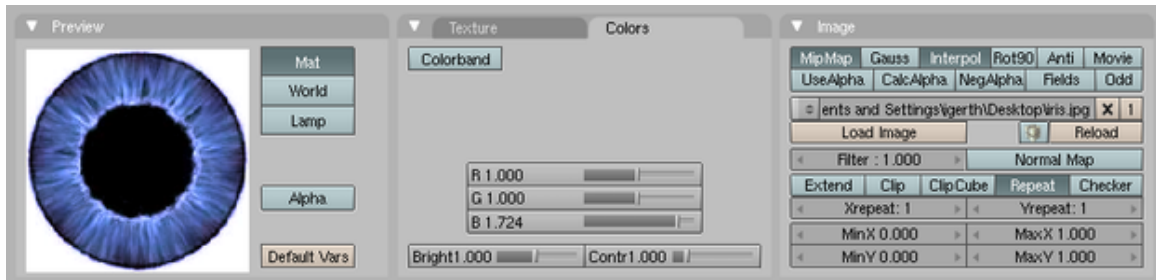 Preview
Mat
World
Lamp
Alpha
Default Vars
Texture
Colors
Colorband
R 1.000
G 1.000
B 1.724
Bright1.000
Contr1.000
Image
MipMap Gauss Interpol Rot90 Anti Movie
UseAlpha CalcAlpha NegAlpha Fields Odd
ents and Settings\igerth\Desktop\iris.jpg X 1
Load Image Reload
Filter : 1.000 Normal Map
Extend Clip ClipCube Repeat Checker
Xrepeat: 1 Yrepeat: 1
MinX 0.000 MaxX 1.000
MinY 0.000 MaxY 1.000